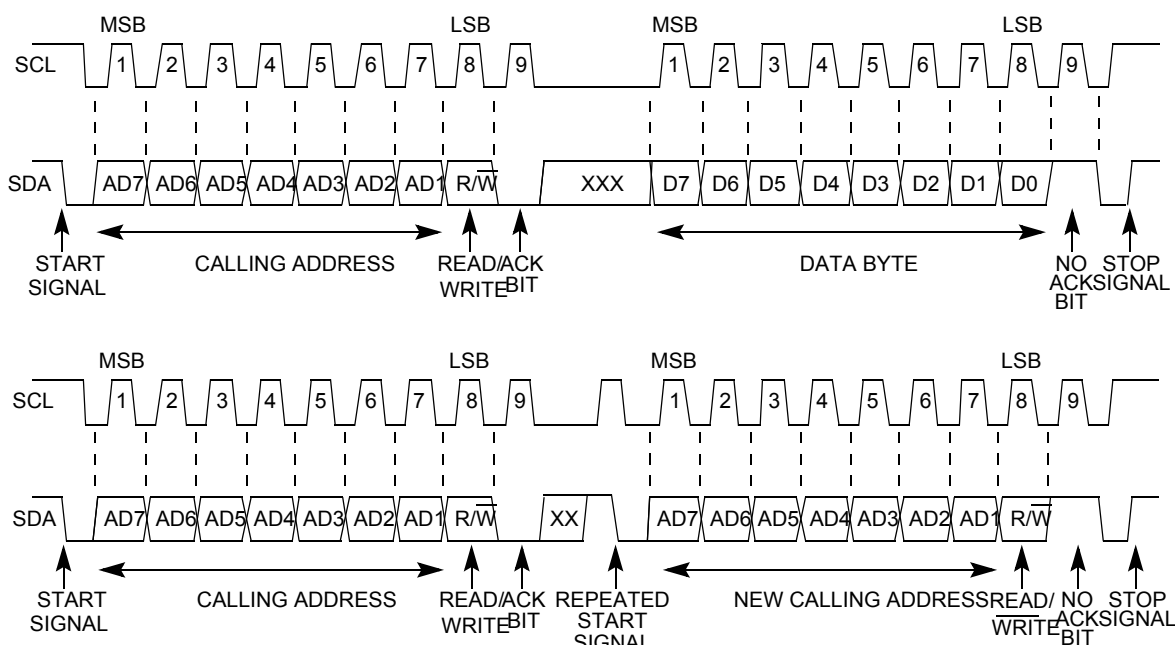 MSB LSB MSB LSB
SCL 1 2 3 4 5 6 7 8 9 1 2 3 4 5 6 7 8 9
SDA AD7 AD6 AD5 AD4 AD3 AD2 AD1 R/W XXX D7 D6 D5 D4 D3 D2 D1 D0
START CALLING ADDRESS READ/ ACK DATA BYTE NO STOP
SIGNAL WRITE BIT ACK SIGNAL
BIT
MSB LSB MSB LSB
SCL 1 2 3 4 5 6 7 8 9 1 2 3 4 5 6 7 8 9
SDA AD7 AD6 AD5 AD4 AD3 AD2 AD1 R/W XX AD7 AD6 AD5 AD4 AD3 AD2 AD1 R/W
START CALLING ADDRESS READ/ ACK REPEATED NEW CALLING ADDRESS READ/ NO STOP
SIGNAL WRITE BIT START WRITE ACK SIGNAL
SIGNAL BIT